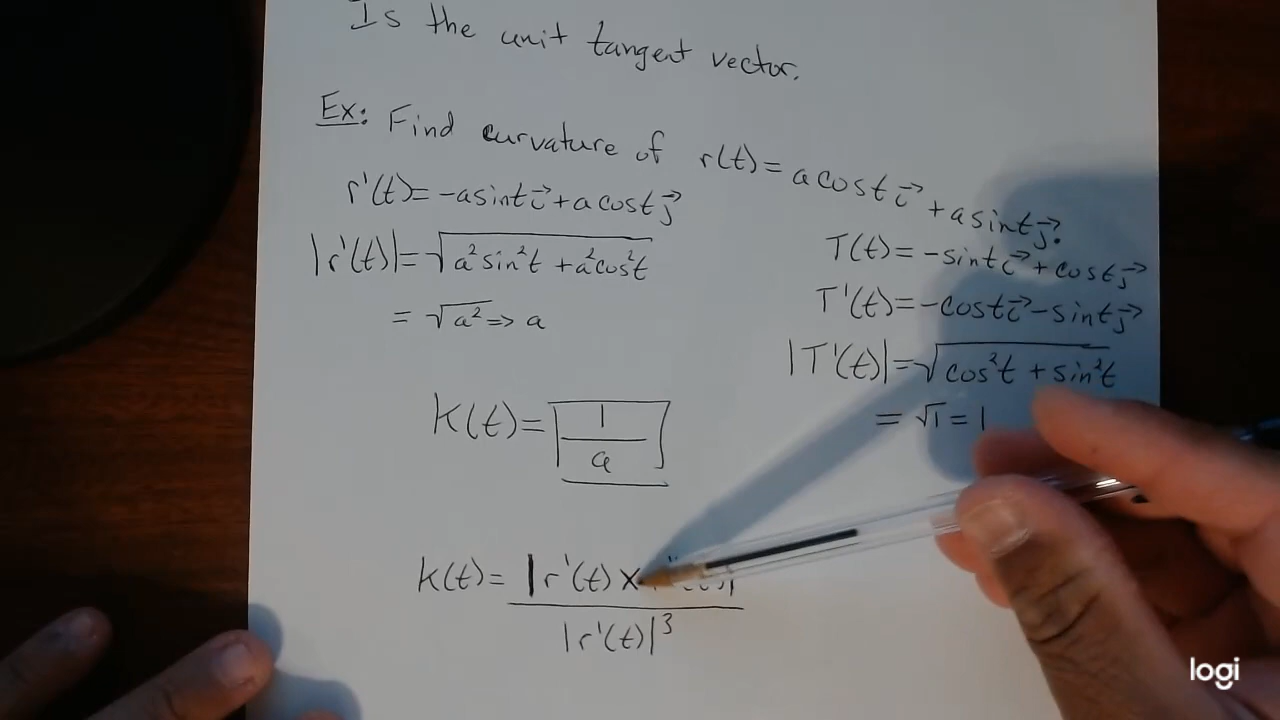 Is the unit tangent vector.
Ex: Find curvature of r(t) = a cos t i⃗ + a sin t j⃗.
r'(t) = -a sin t i⃗ + a cos t j⃗
|r'(t)| = √(a² sin² t + a² cos² t)
= √a² => a
T(t) = -sin t i⃗ + cos t j⃗
T'(t) = -cos t i⃗ - sin t j⃗
|T'(t)| = √(cos² t + sin² t)
= √1 = 1
K(t) = 1/a
K(t) = |r'(t) × / |r'(t)|³
logi